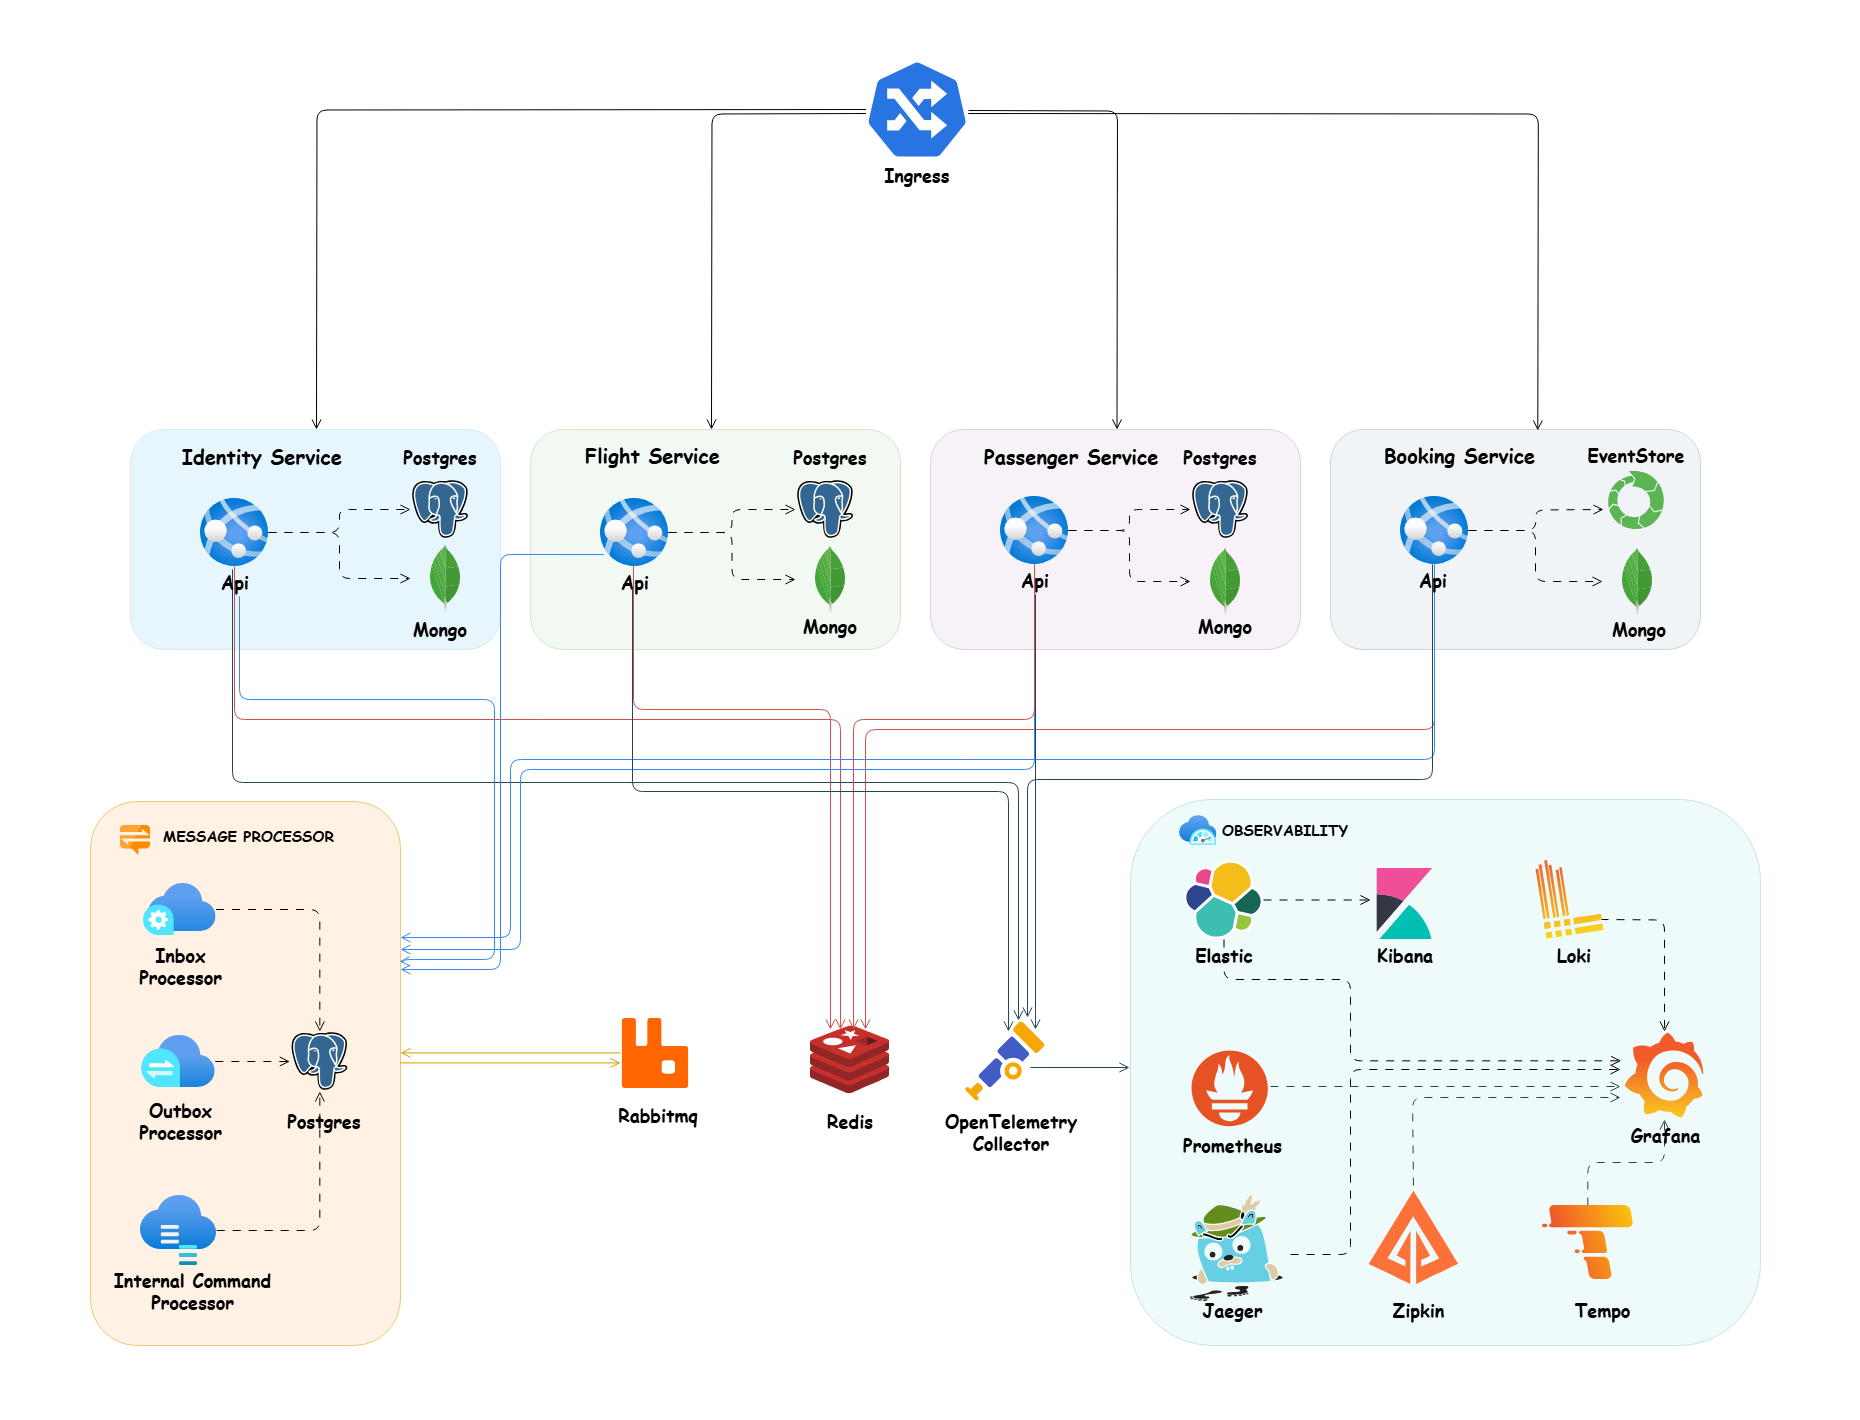 Ingress
Identity Service
Postgres
Api
Mongo
Flight Service
Postgres
Api
Mongo
Passenger Service
Postgres
Api
Mongo
Booking Service
EventStore
Api
Mongo
MESSAGE PROCESSOR
Inbox
Processor
Outbox
Processor
Postgres
Internal Command
Processor
Rabbitmq
Redis
OpenTelemetry
Collector
OBSERVABILITY
Elastic
Kibana
Loki
Prometheus
Grafana
Jaeger
Zipkin
Tempo